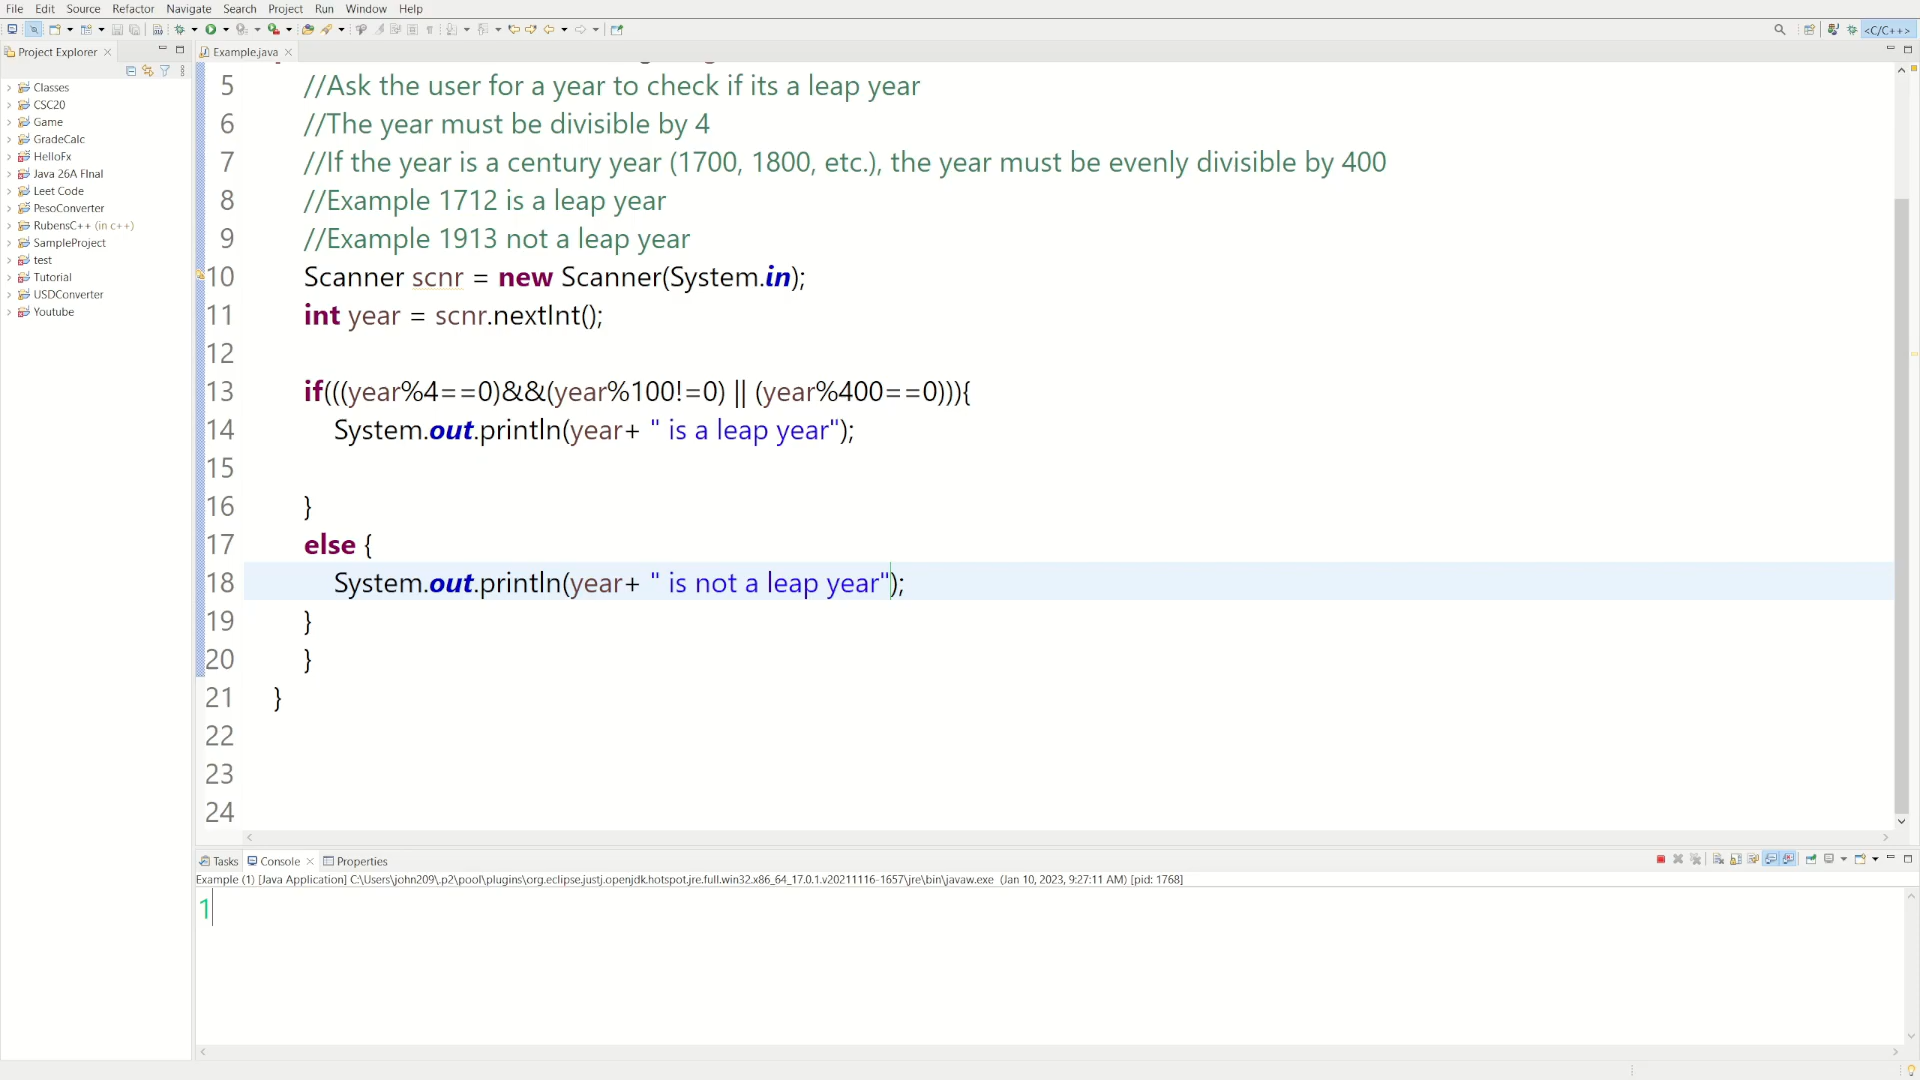 File Edit Source Refactor Navigate Search Project Run Window Help
<C/C++>
Project Explorer
Example.java
Classes
CSC20
Game
GradeCalc
HelloFx
Java 26A FInal
Leet Code
PesoConverter
RubensC++ (in c++)
SampleProject
test
Tutorial
USDConverter
Youtube
5 //Ask the user for a year to check if its a leap year
6 //The year must be divisible by 4
7 //If the year is a century year (1700, 1800, etc.), the year must be evenly divisible by 400
8 //Example 1712 is a leap year
9 //Example 1913 not a leap year
10 Scanner scnr = new Scanner(System.in);
11 int year = scnr.nextInt();
12
13 if(((year%4==0)&&(year%100!=0) || (year%400==0))){
14 System.out.println(year+ " is a leap year");
15
16 }
17 else {
18 System.out.println(year+ " is not a leap year");
19 }
20 }
21 }
22
23
24
Tasks Console Properties
Example (1) [Java Application] C:\Users\john209\.p2\pool\plugins\org.eclipse.justj.openjdk.hotspot.jre.full.win32.x86_64_17.0.1.v20211116-1657\jre\bin\javaw.exe (Jan 10, 2023, 9:27:11 AM) [pid: 1768]
1